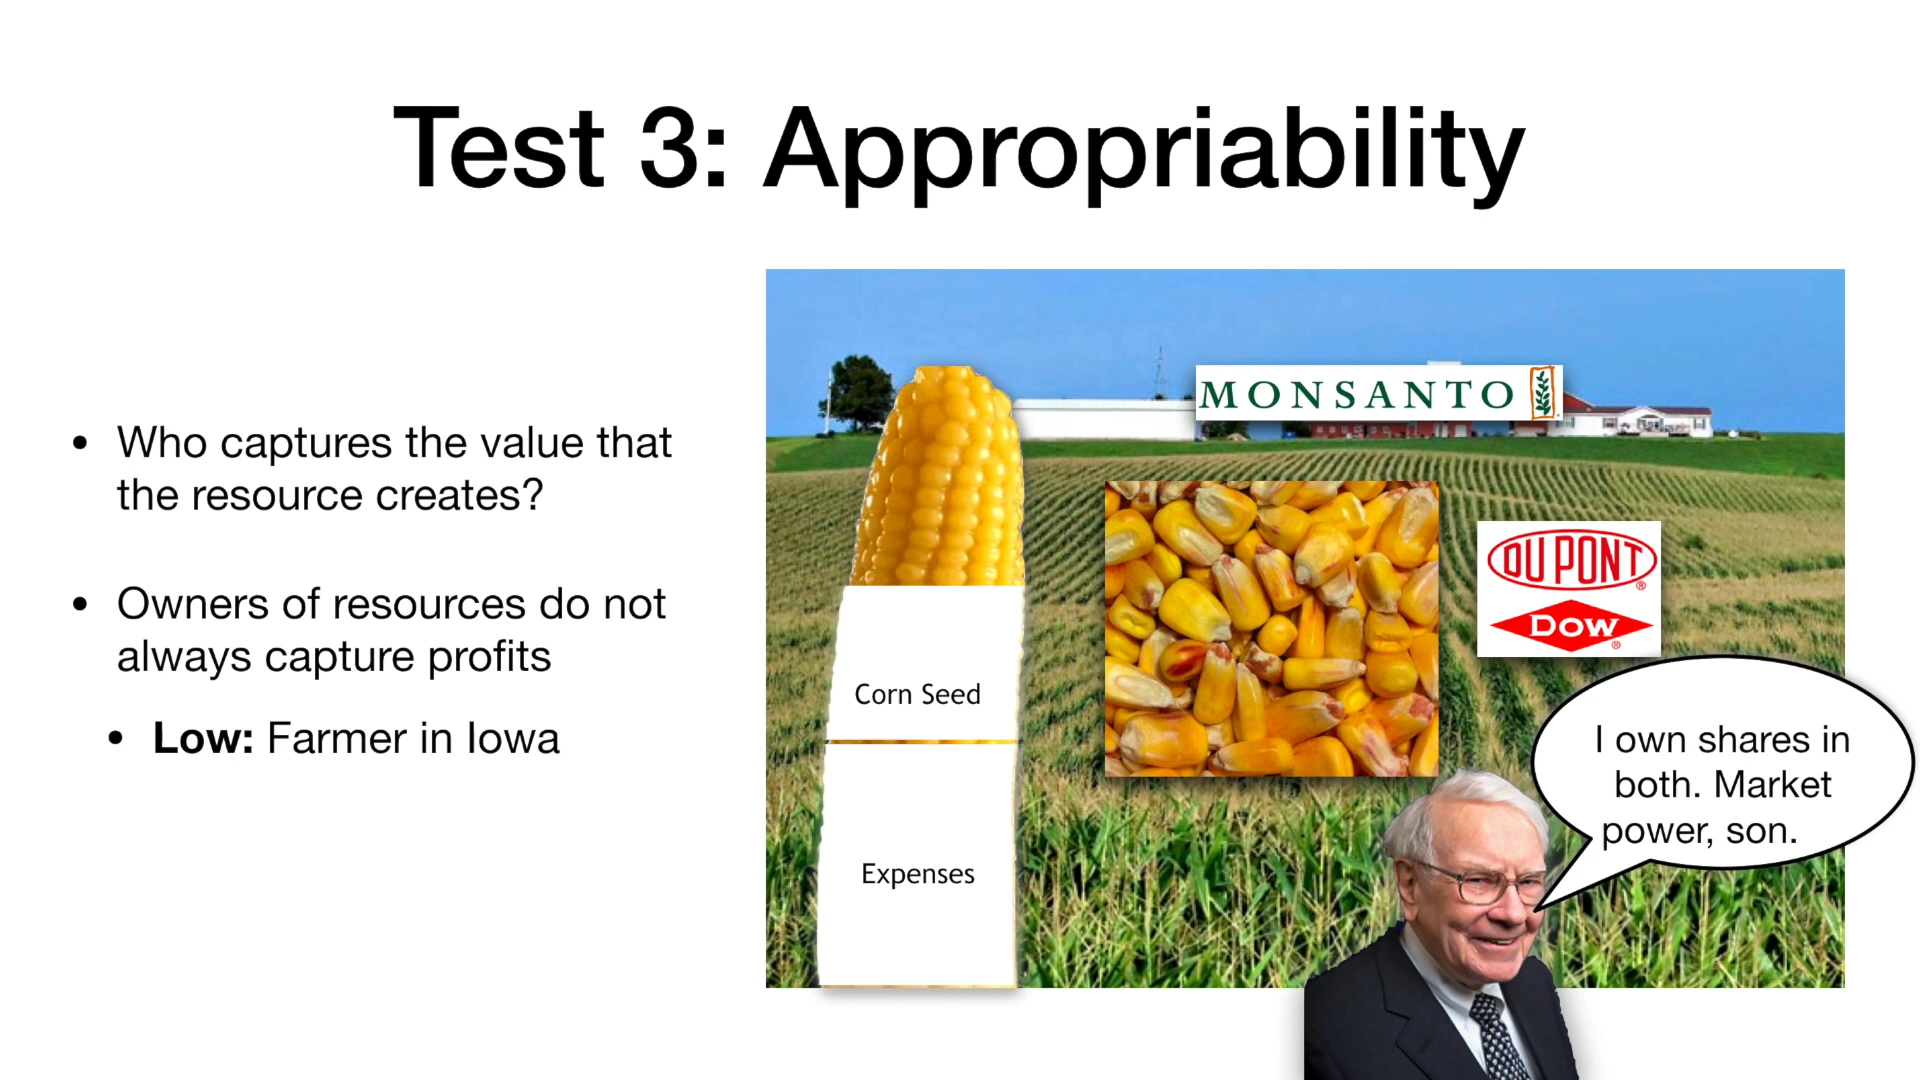 Test 3: Appropriability
• Who captures the value that
the resource creates?
• Owners of resources do not
always capture profits
• Low: Farmer in Iowa
MONSANTO
DUPONT
DOW
Corn Seed
Expenses
I own shares in
both. Market
power, son.